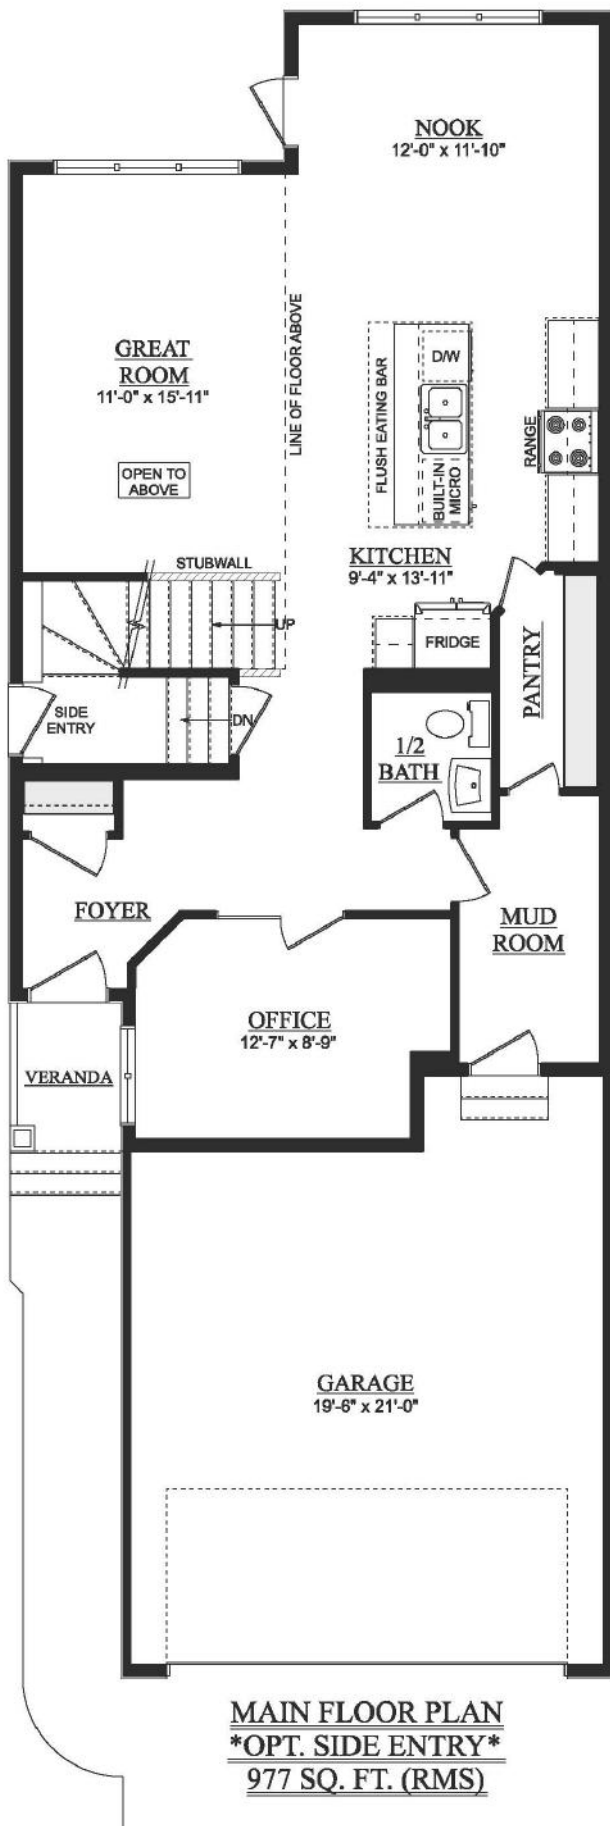 NOOK
12'-0" x 11'-10"
GREAT
ROOM
11'-0" x 15'-11"
OPEN TO
ABOVE
LINE OF FLOOR ABOVE
FLUSH EATING BAR
D/W
BUILT-IN
MICRO
RANGE
KITCHEN
9'-4" x 13'-11"
STUBWALL
UP
FRIDGE
PANTRY
SIDE
ENTRY
DN
1/2
BATH
FOYER
MUD
ROOM
OFFICE
12'-7" x 8'-9"
VERANDA
GARAGE
19'-6" x 21'-0"
MAIN FLOOR PLAN
*OPT. SIDE ENTRY*
977 SQ. FT. (RMS)